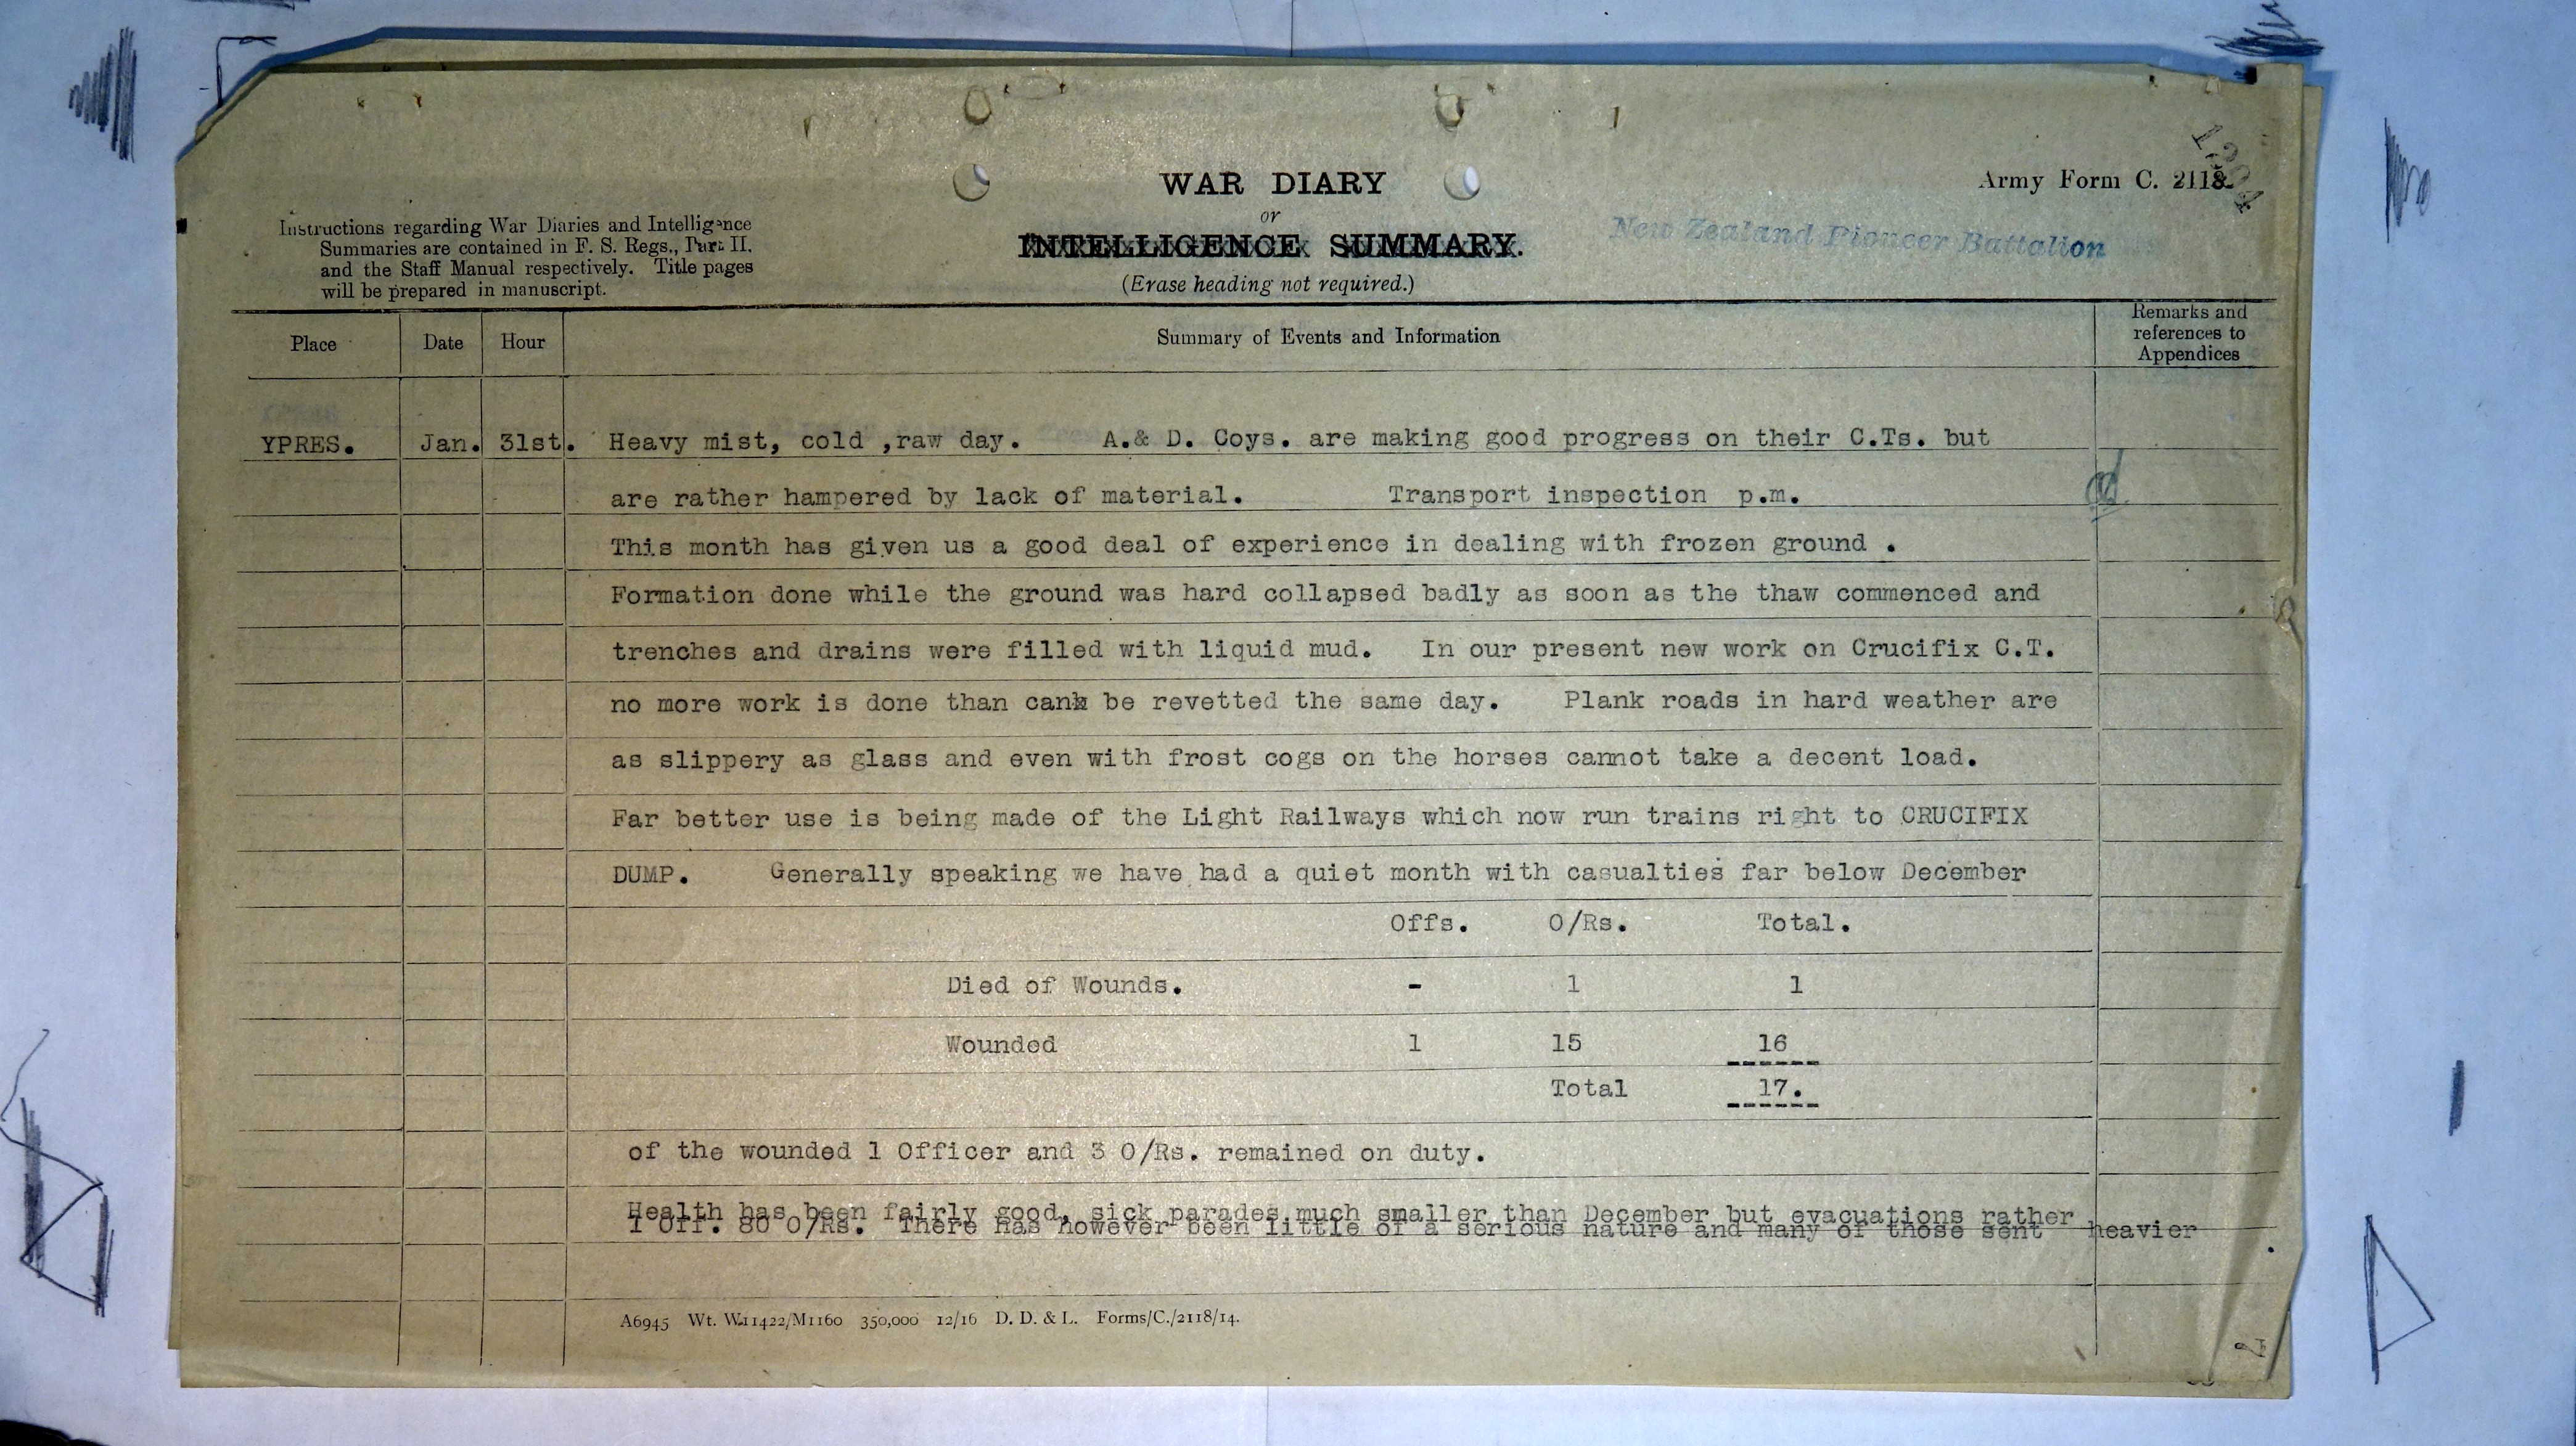 WAR DIARY
or
INTELLIGENCE SUMMARY.
(Erase heading not required.)
Army Form C. 2118.
New Zealand Pioneer Battalion
Instructions regarding War Diaries and Intelligence
Summaries are contained in F. S. Regs., Part II.
and the Staff Manual respectively. Title pages
will be prepared in manuscript.
Place Date Hour Summary of Events and Information Remarks and references to Appendices
YPRES. Jan. 31st. Heavy mist, cold ,raw day. A.& D. Coys. are making good progress on their C.Ts. but
are rather hampered by lack of material. Transport inspection p.m.
This month has given us a good deal of experience in dealing with frozen ground .
Formation done while the ground was hard collapsed badly as soon as the thaw commenced and
trenches and drains were filled with liquid mud. In our present new work on Crucifix C.T.
no more work is done than can be revetted the same day. Plank roads in hard weather are
as slippery as glass and even with frost cogs on the horses cannot take a decent load.
Far better use is being made of the Light Railways which now run trains right to CRUCIFIX
DUMP. Generally speaking we have had a quiet month with casualties far below December
Offs. O/Rs. Total.
Died of Wounds. - 1 1
Wounded 1 15 16
Total 17.
of the wounded 1 Officer and 3 O/Rs. remained on duty.
Health has been fairly good, sick parades much smaller than December but evacuations rather heavier
1 Off. 80 O/Rs. There has however been little of a serious nature and many of those sent
A6945 Wt. W11422/M1160 350,000 12/16 D. D. & L. Forms/C./2118/14.